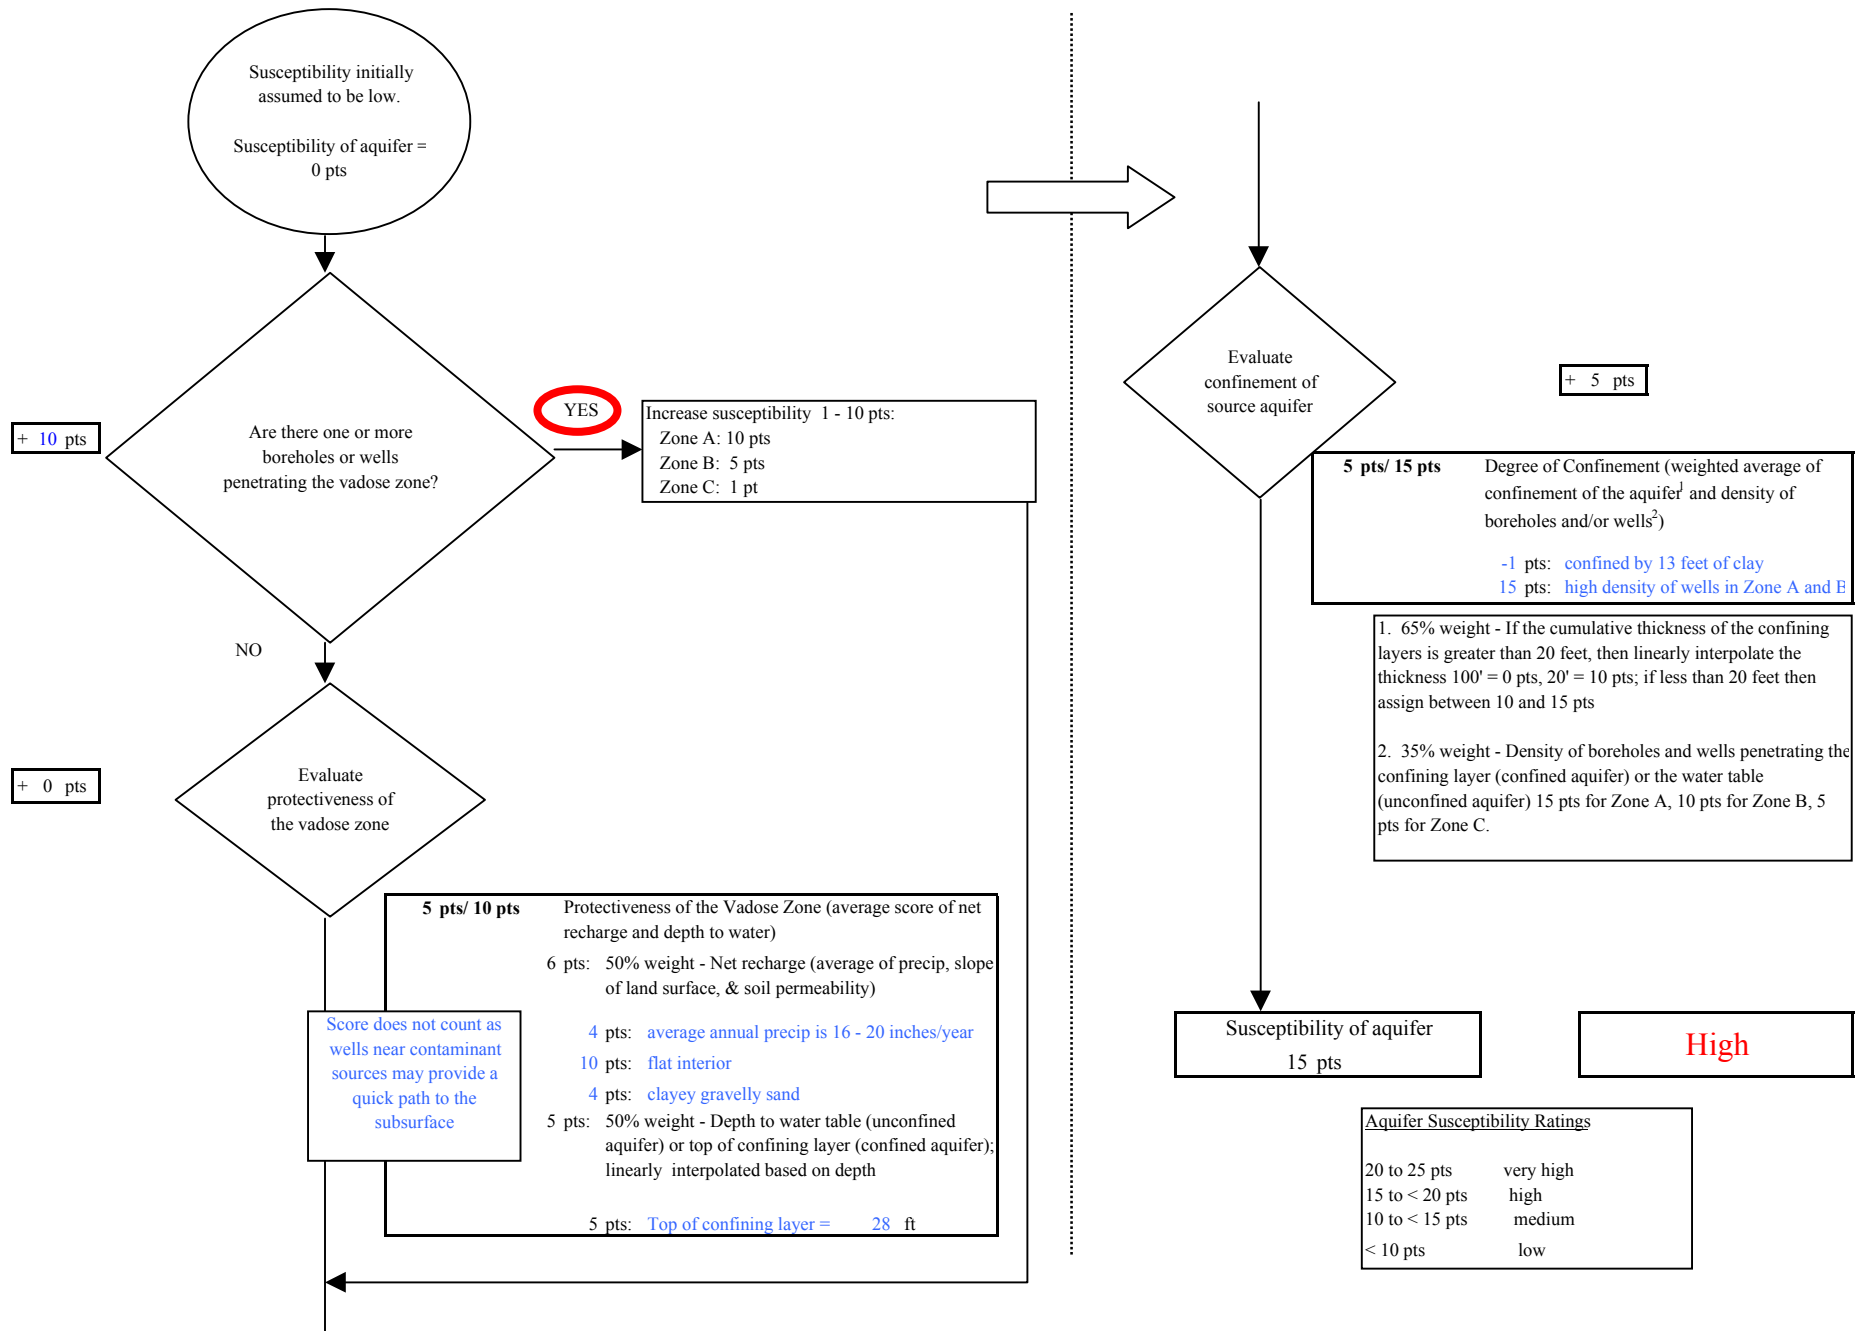 Susceptibility initially
assumed to be low.
Susceptibility of aquifer =
0 pts
+ 10 pts
Are there one or more
boreholes or wells
penetrating the vadose zone?
YES
Increase susceptibility 1 - 10 pts:
Zone A: 10 pts
Zone B: 5 pts
Zone C: 1 pt
NO
+ 0 pts
Evaluate
protectiveness of
the vadose zone
5 pts/ 10 pts Protectiveness of the Vadose Zone (average score of net
recharge and depth to water)
6 pts: 50% weight - Net recharge (average of precip, slope
of land surface, & soil permeability)
4 pts: average annual precip is 16 - 20 inches/year
10 pts: flat interior
4 pts: clayey gravelly sand
5 pts: 50% weight - Depth to water table (unconfined
aquifer) or top of confining layer (confined aquifer);
linearly interpolated based on depth
5 pts: Top of confining layer = 28 ft
Score does not count as
wells near contaminant
sources may provide a
quick path to the
subsurface
Evaluate
confinement of
source aquifer
+ 5 pts
5 pts/ 15 pts Degree of Confinement (weighted average of
confinement of the aquifer1 and density of
boreholes and/or wells2)
-1 pts: confined by 13 feet of clay
15 pts: high density of wells in Zone A and B
1. 65% weight - If the cumulative thickness of the confining
layers is greater than 20 feet, then linearly interpolate the
thickness 100' = 0 pts, 20' = 10 pts; if less than 20 feet then
assign between 10 and 15 pts
2. 35% weight - Density of boreholes and wells penetrating the
confining layer (confined aquifer) or the water table
(unconfined aquifer) 15 pts for Zone A, 10 pts for Zone B, 5
pts for Zone C.
Susceptibility of aquifer
15 pts
High
Aquifer Susceptibility Ratings
20 to 25 pts very high
15 to < 20 pts high
10 to < 15 pts medium
< 10 pts low